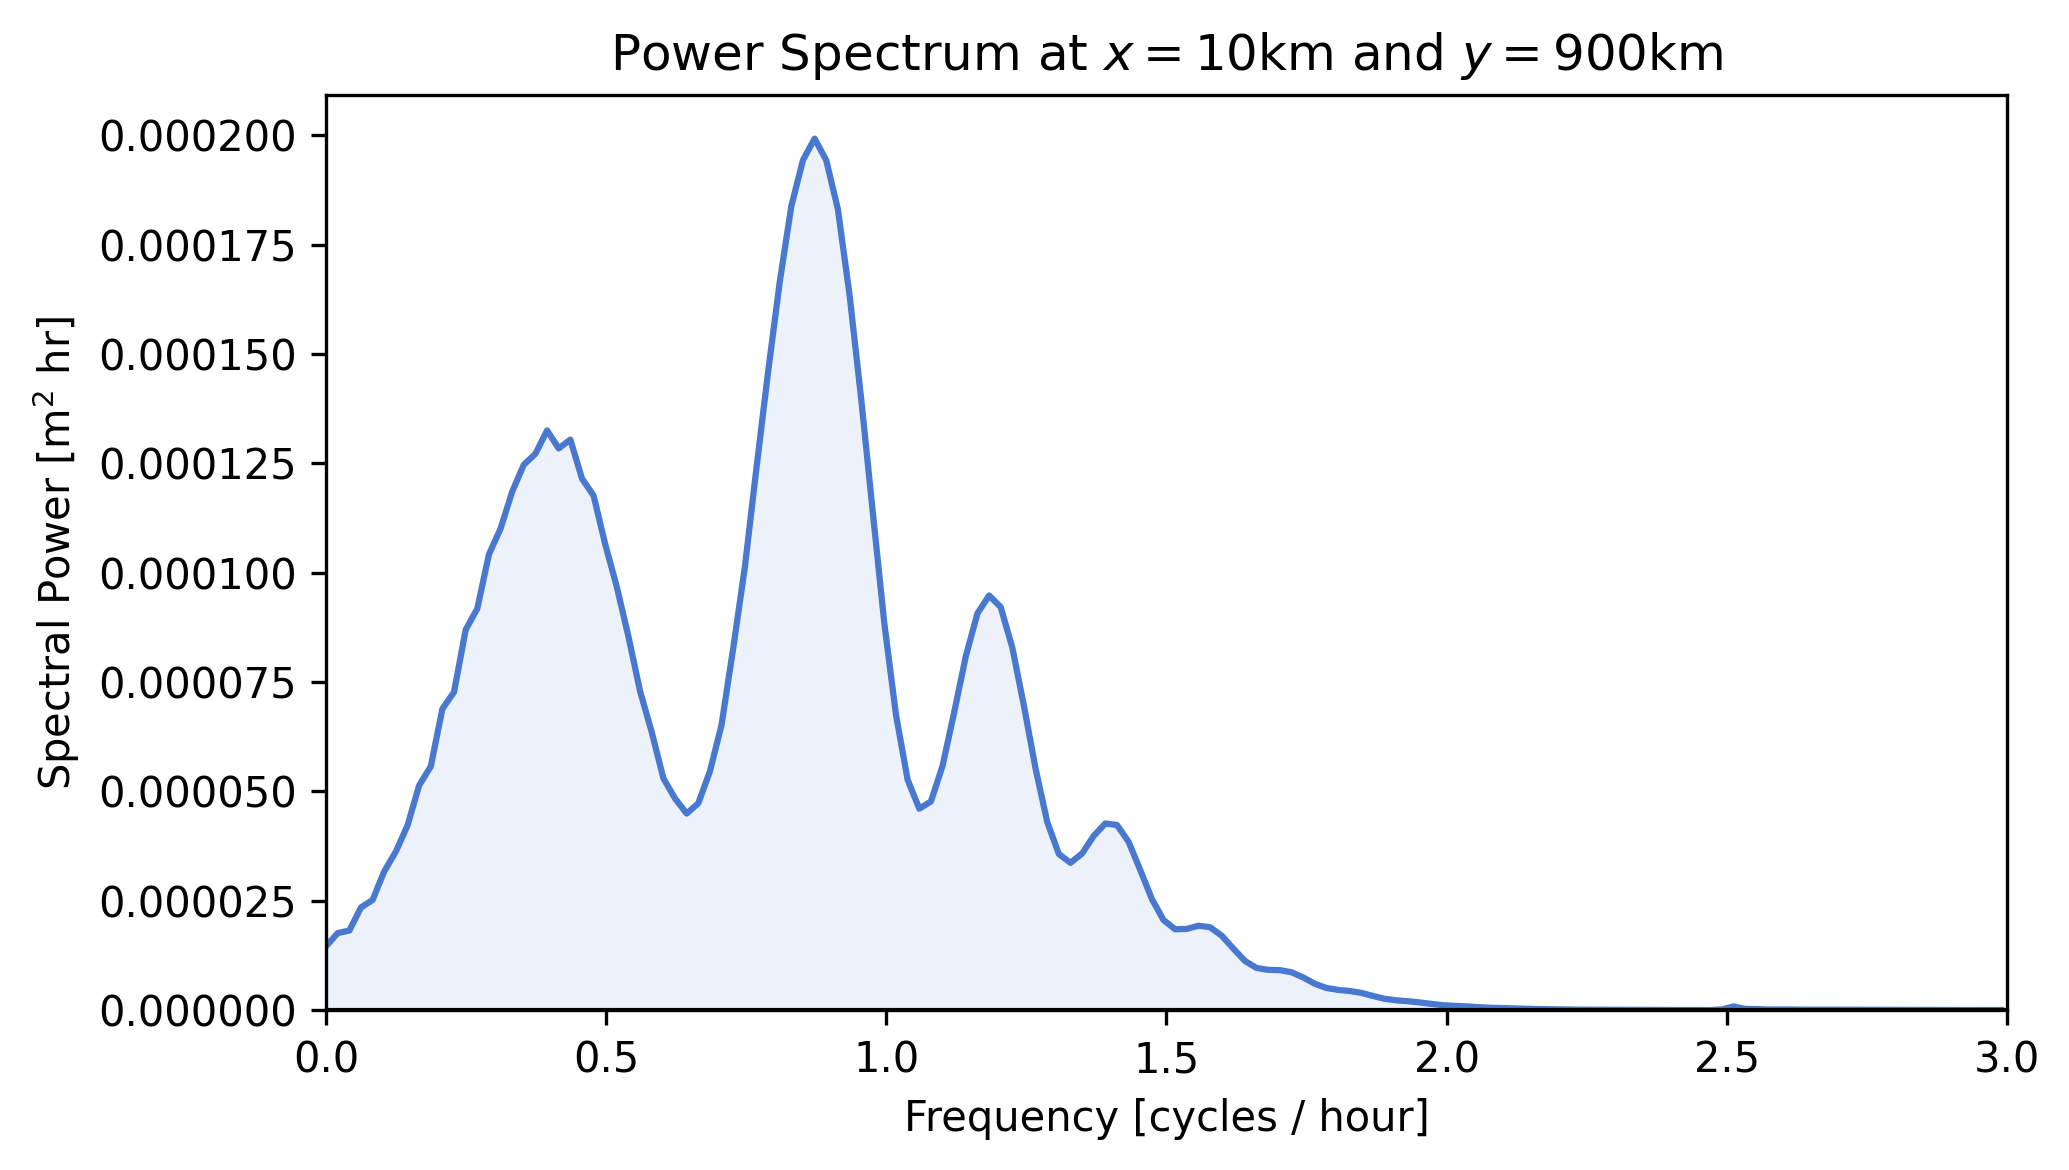 Power Spectrum at x = 10km and y = 900km
Spectral Power [m² hr]
0.000200
0.000175
0.000150
0.000125
0.000100
0.000075
0.000050
0.000025
0.000000
0.0 0.5 1.0 1.5 2.0 2.5 3.0
Frequency [cycles / hour]